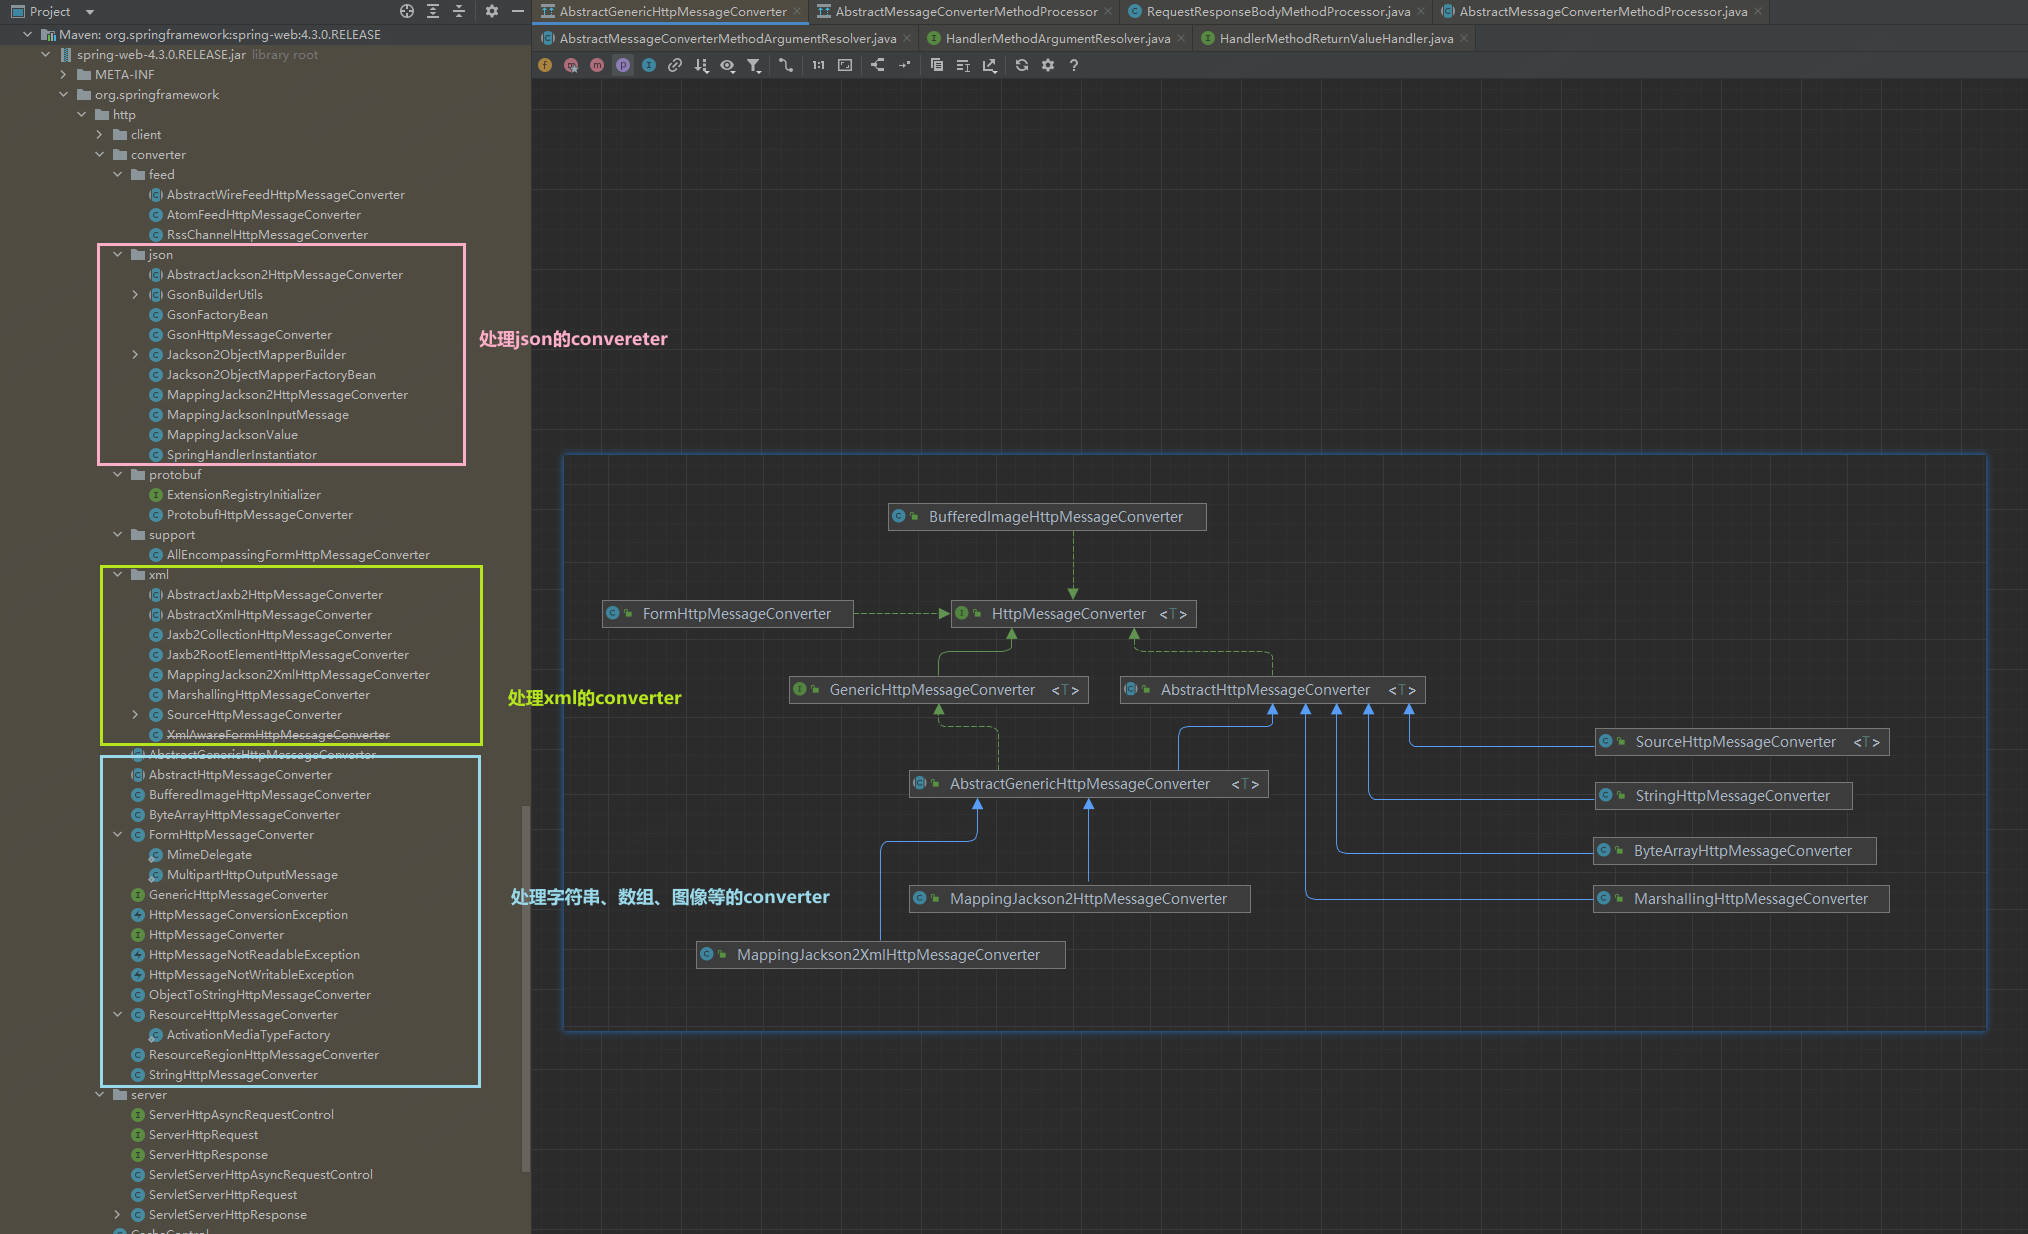 Project
Maven: org.springframework:spring-web:4.3.0.RELEASE
spring-web-4.3.0.RELEASE.jar library root
META-INF
org.springframework
http
client
converter
feed
AbstractWireFeedHttpMessageConverter
AtomFeedHttpMessageConverter
RssChannelHttpMessageConverter
json
AbstractJackson2HttpMessageConverter
GsonBuilderUtils
GsonFactoryBean
GsonHttpMessageConverter
Jackson2ObjectMapperBuilder
Jackson2ObjectMapperFactoryBean
MappingJackson2HttpMessageConverter
MappingJacksonInputMessage
MappingJacksonValue
SpringHandlerInstantiator
protobuf
ExtensionRegistryInitializer
ProtobufHttpMessageConverter
support
AllEncompassingFormHttpMessageConverter
xml
AbstractJaxb2HttpMessageConverter
AbstractXmlHttpMessageConverter
Jaxb2CollectionHttpMessageConverter
Jaxb2RootElementHttpMessageConverter
MappingJackson2XmlHttpMessageConverter
MarshallingHttpMessageConverter
SourceHttpMessageConverter
XmlAwareFormHttpMessageConverter
AbstractGenericHttpMessageConverter
AbstractHttpMessageConverter
BufferedImageHttpMessageConverter
ByteArrayHttpMessageConverter
FormHttpMessageConverter
MimeDelegate
MultipartHttpOutputMessage
GenericHttpMessageConverter
HttpMessageConversionException
HttpMessageConverter
HttpMessageNotReadableException
HttpMessageNotWritableException
ObjectToStringHttpMessageConverter
ResourceHttpMessageConverter
ActivationMediaTypeFactory
ResourceRegionHttpMessageConverter
StringHttpMessageConverter
server
ServerHttpAsyncRequestControl
ServerHttpRequest
ServerHttpResponse
ServletServerHttpAsyncRequestControl
ServletServerHttpRequest
ServletServerHttpResponse
处理json的convereter
处理xml的converter
处理字符串、数组、图像等的converter
AbstractGenericHttpMessageConverter
AbstractMessageConverterMethodProcessor
RequestResponseBodyMethodProcessor.java
AbstractMessageConverterMethodProcessor.java
AbstractMessageConverterMethodArgumentResolver.java
HandlerMethodArgumentResolver.java
HandlerMethodReturnValueHandler.java
1:1
BufferedImageHttpMessageConverter
FormHttpMessageConverter
HttpMessageConverter <T>
GenericHttpMessageConverter <T>
AbstractHttpMessageConverter <T>
SourceHttpMessageConverter <T>
AbstractGenericHttpMessageConverter <T>
StringHttpMessageConverter
ByteArrayHttpMessageConverter
MappingJackson2HttpMessageConverter
MarshallingHttpMessageConverter
MappingJackson2XmlHttpMessageConverter